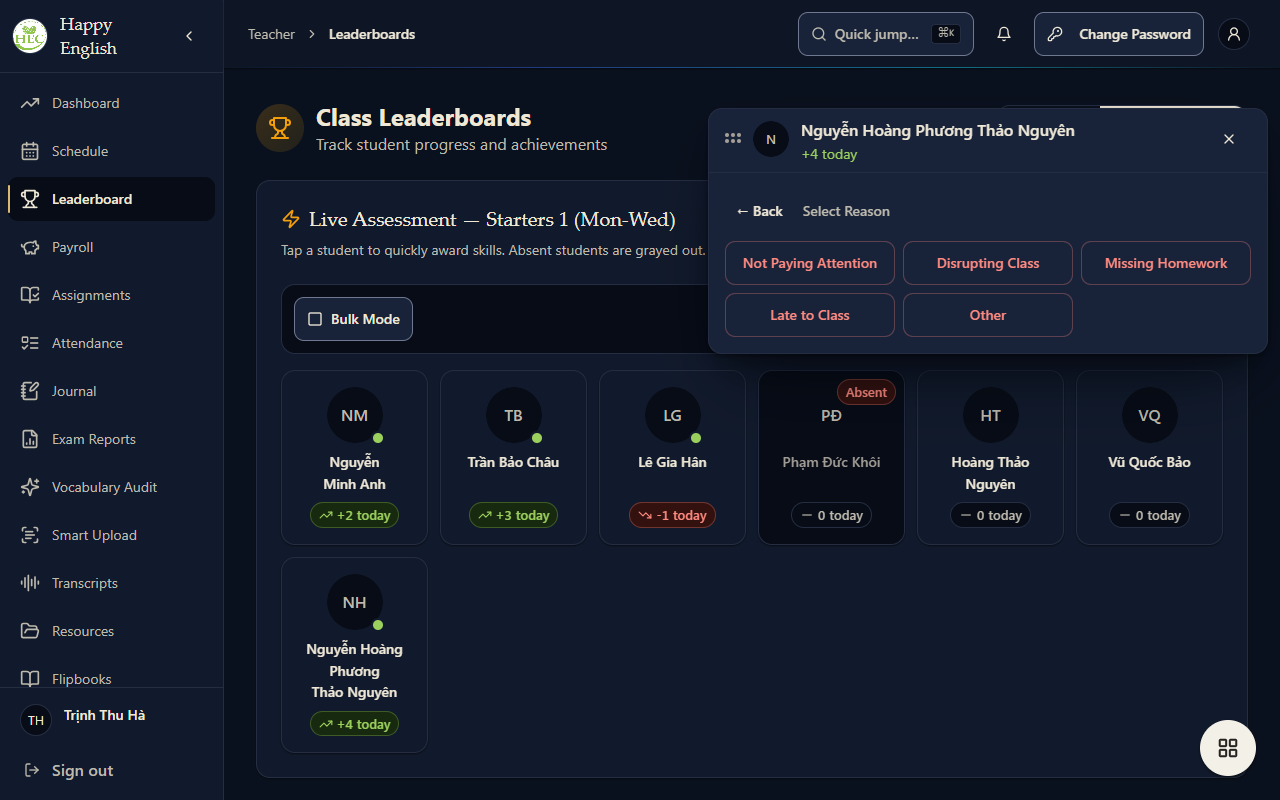 HEC
Happy
English
Teacher
Leaderboards
Quick jump...
⌘K
Change Password
Dashboard
Schedule
Leaderboard
Payroll
Assignments
Attendance
Journal
Exam Reports
Vocabulary Audit
Smart Upload
Transcripts
Resources
Flipbooks
TH
Trịnh Thu Hà
Sign out
Class Leaderboards
Track student progress and achievements
Live Assessment — Starters 1 (Mon-Wed)
Tap a student to quickly award skills. Absent students are grayed out.
Bulk Mode
N
Nguyễn Hoàng Phương Thảo Nguyên
+4 today
← Back
Select Reason
Not Paying Attention
Disrupting Class
Missing Homework
Late to Class
Other
NM
Nguyễn
Minh Anh
+2 today
TB
Trần Bảo Châu
+3 today
LG
Lê Gia Hân
-1 today
Absent
PĐ
Phạm Đức Khôi
0 today
HT
Hoàng Thảo
Nguyên
0 today
VQ
Vũ Quốc Bảo
0 today
NH
Nguyễn Hoàng
Phương
Thảo Nguyên
+4 today